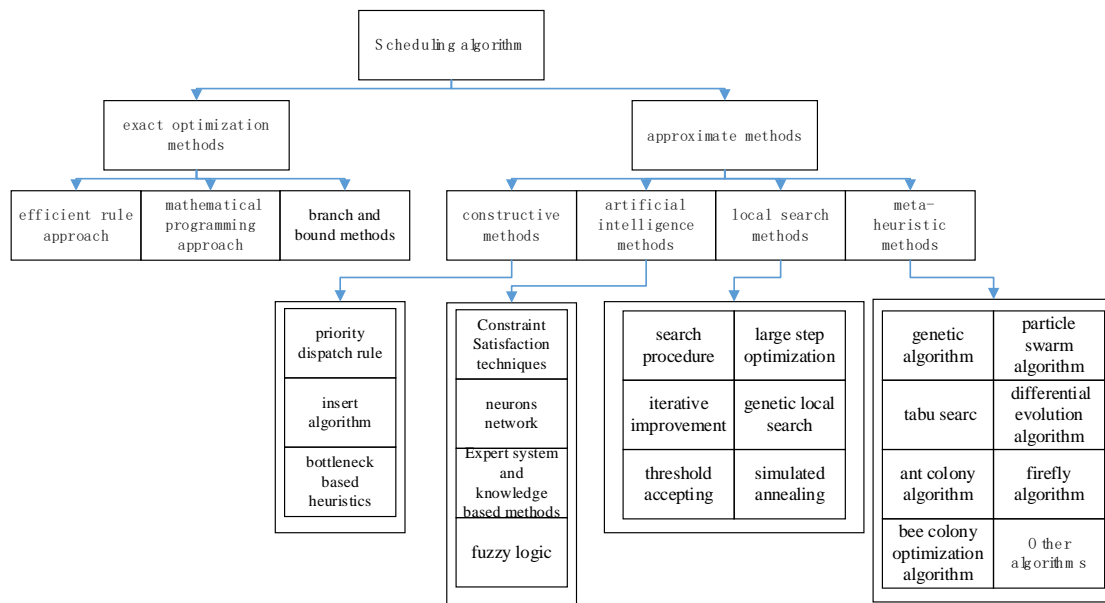 Scheduling algorithm
exact optimization
methods
approximate methods
efficient rule
approach
mathematical
programming
approach
branch and
bound methods
constructive
methods
artificial
intelligence
methods
local search
methods
meta-
heuristic
methods
priority
dispatch rule
insert
algorithm
bottleneck
based
heuristics
Constraint
Satisfaction
techniques
neurons
network
Expert system
and
knowledge
based methods
fuzzy logic
search
procedure
large step
optimization
iterative
improvement
genetic local
search
threshold
accepting
simulated
annealing
genetic
algorithm
particle
swarm
algorithm
tabu searc
differential
evolution
algorithm
ant colony
algorithm
firefly
algorithm
bee colony
optimization
algorithm
Other
algorithms